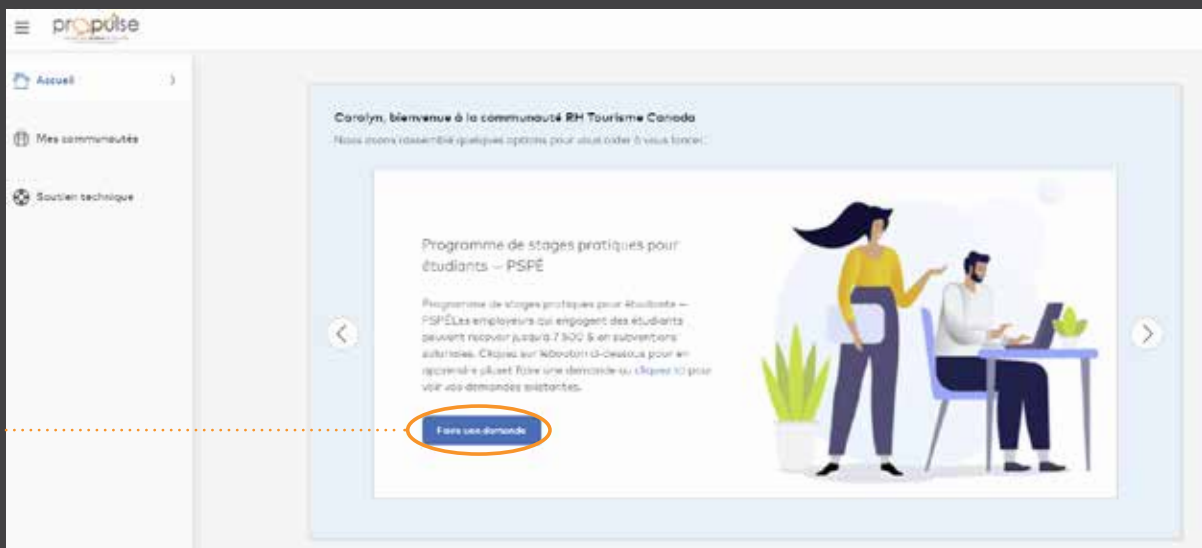 propulse
Accueil
Mes communautés
Soutien technique
Carolyn, bienvenue à la communauté RH Tourisme Canada
Nous avons rassemblé quelques options pour vous aider à vous lancer:
Programme de stages pratiques pour
étudiants – PSPÉ
Programme de stages pratiques pour étudiants –
PSPÉLes employeurs qui engagent des étudiants
peuvent recevoir jusqu'à 7 500 $ en subventions
salariales. Cliquez sur lebouton ci-dessous pour en
apprendre pluset faire une demande ou cliquez ici pour
voir vos demandes existantes.
Faire une demande